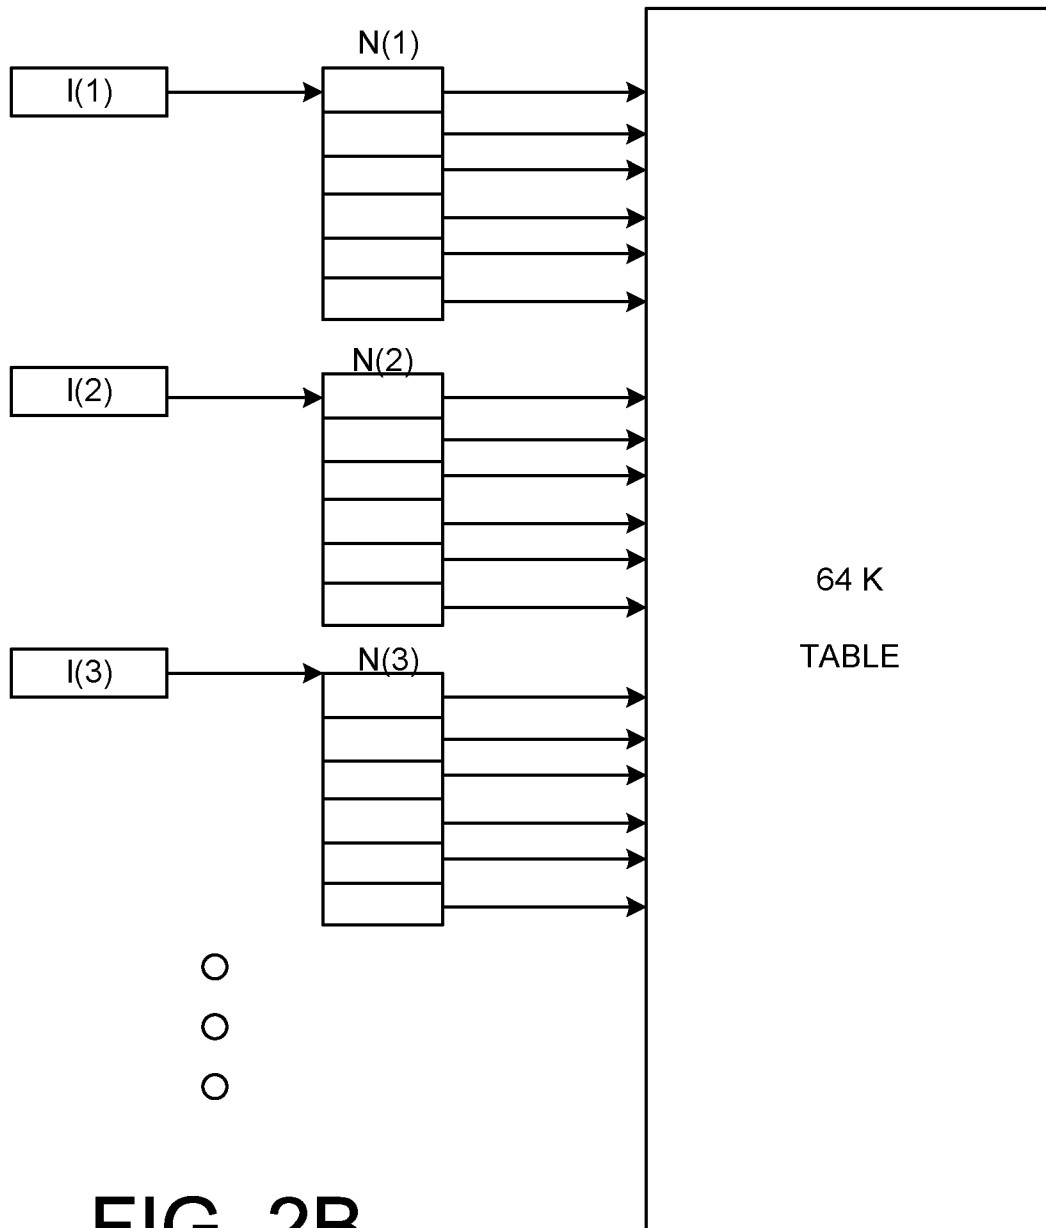 N(1)
I(1)
N(2)
I(2)
N(3)
I(3)
64 K
TABLE
FIG. 2B